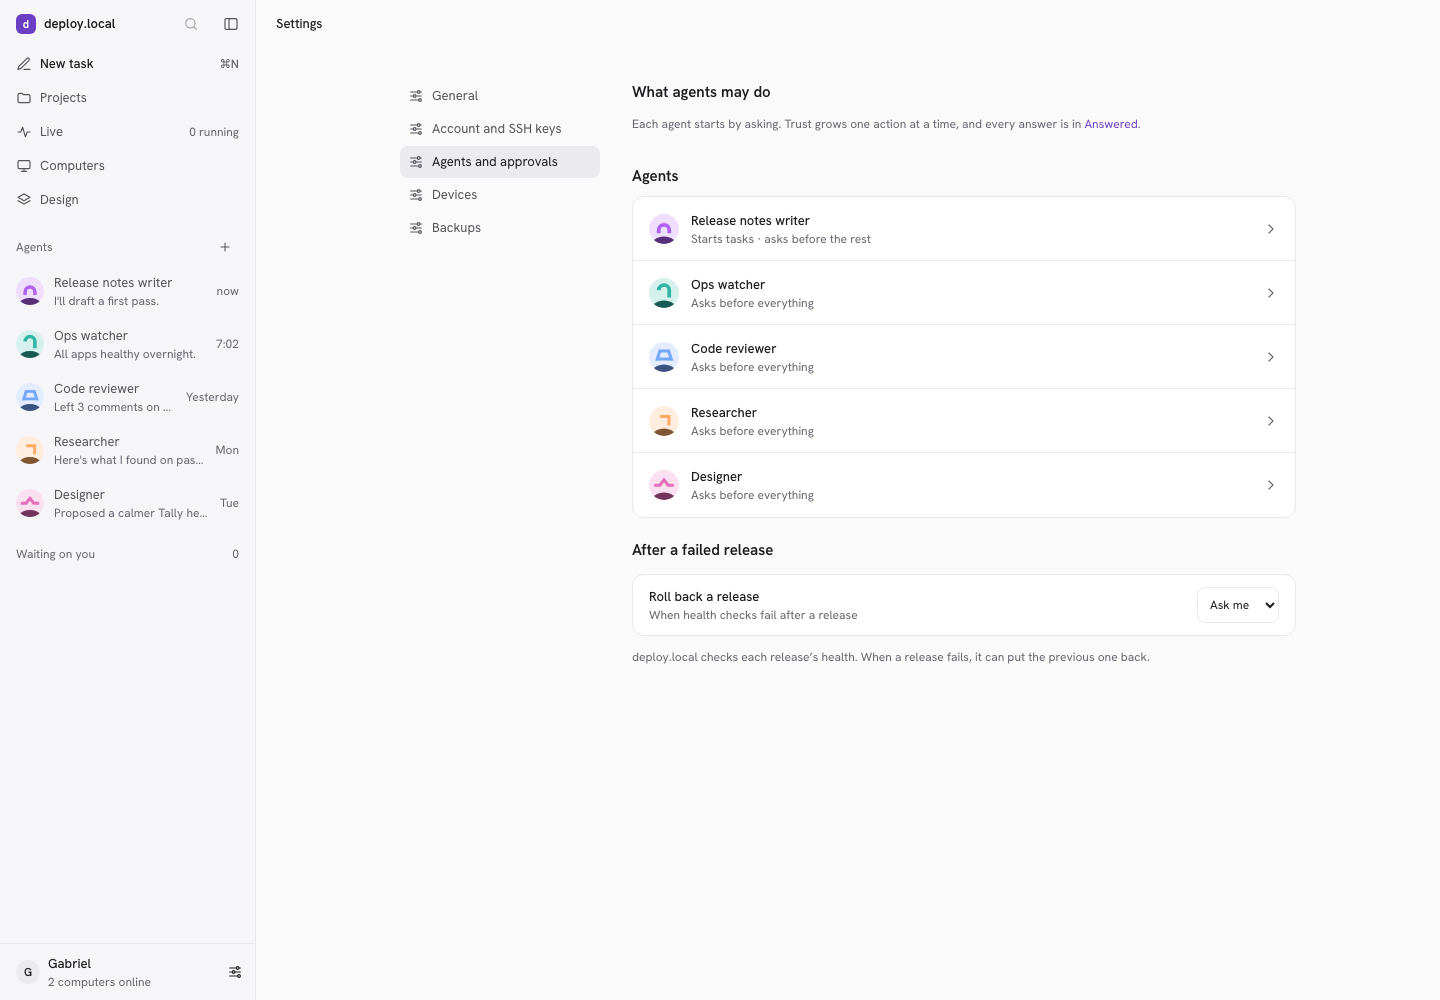 d deploy.local
New task ⌘N
Projects
Live 0 running
Computers
Design
Agents
Release notes writer
I'll draft a first pass.
now
Ops watcher
All apps healthy overnight.
7:02
Code reviewer
Left 3 comments on ...
Yesterday
Researcher
Here's what I found on pas...
Mon
Designer
Proposed a calmer Tally he...
Tue
Waiting on you 0
G
Gabriel
2 computers online
Settings
General
Account and SSH keys
Agents and approvals
Devices
Backups
What agents may do
Each agent starts by asking. Trust grows one action at a time, and every answer is in Answered.
Agents
Release notes writer
Starts tasks · asks before the rest
Ops watcher
Asks before everything
Code reviewer
Asks before everything
Researcher
Asks before everything
Designer
Asks before everything
After a failed release
Roll back a release
When health checks fail after a release
Ask me
deploy.local checks each release’s health. When a release fails, it can put the previous one back.